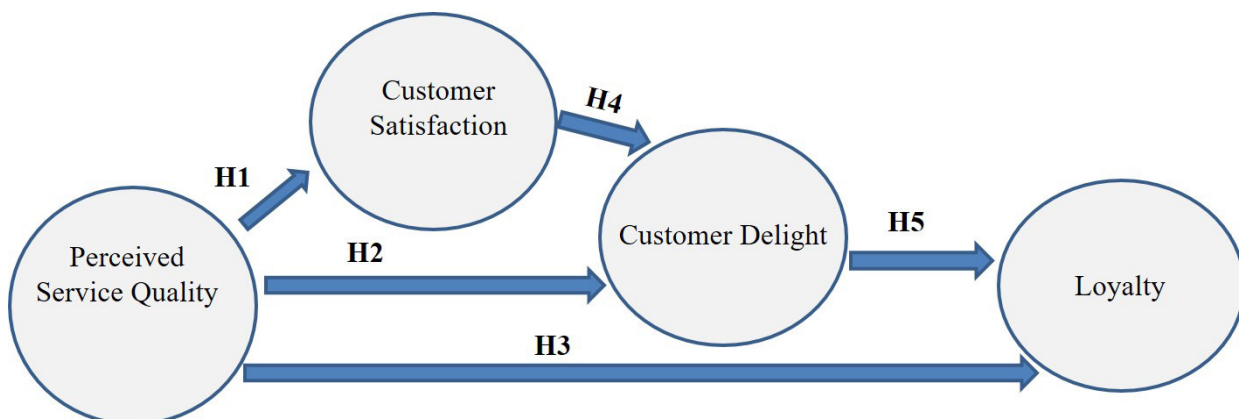 Customer
Satisfaction
H4
H1
Perceived
Service Quality
H2
Customer Delight
H5
Loyalty
H3